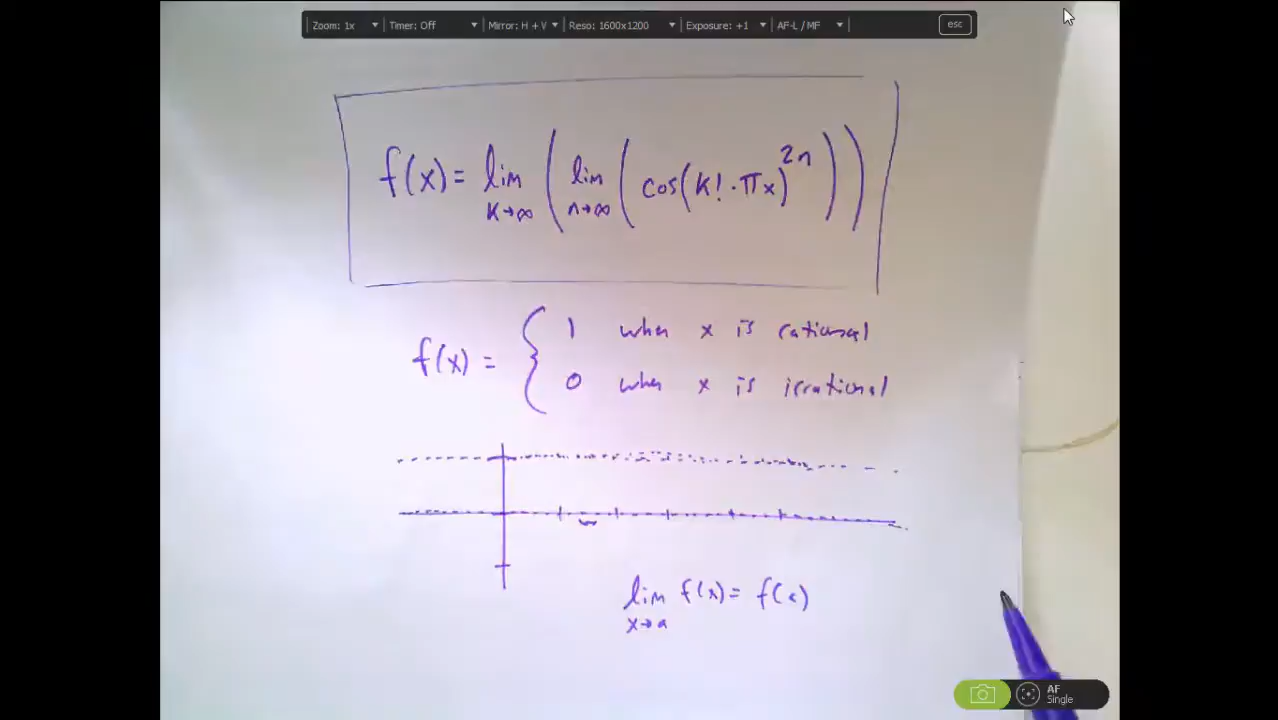 Zoom: 1x Timer: Off Mirror: H + V Reso: 1600x1200 Exposure: +1 AF-L / MF esc
f(x) = lim k→∞ ( lim n→∞ ( cos(k! · πx)^2n ) )
f(x) = { 1 when x is rational
0 when x is irrational
lim x→a f(x) = f(a)
AF
Single